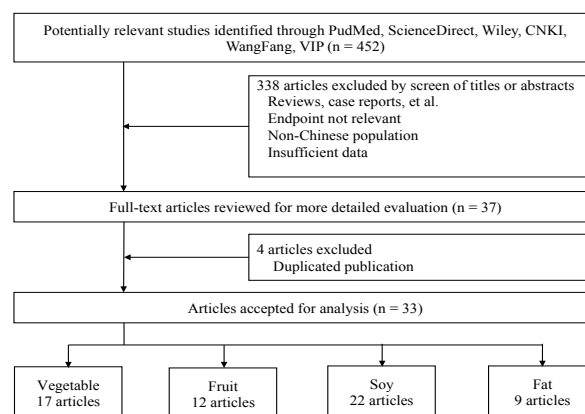 Potentially relevant studies identified through PudMed, ScienceDirect, Wiley, CNKI,
WangFang, VIP (n = 452)
338 articles excluded by screen of titles or abstracts
Reviews, case reports, et al.
Endpoint not relevant
Non-Chinese population
Insufficient data
Full-text articles reviewed for more detailed evaluation (n = 37)
4 articles excluded
Duplicated publication
Articles accepted for analysis (n = 33)
Vegetable
17 articles
Fruit
12 articles
Soy
22 articles
Fat
9 articles